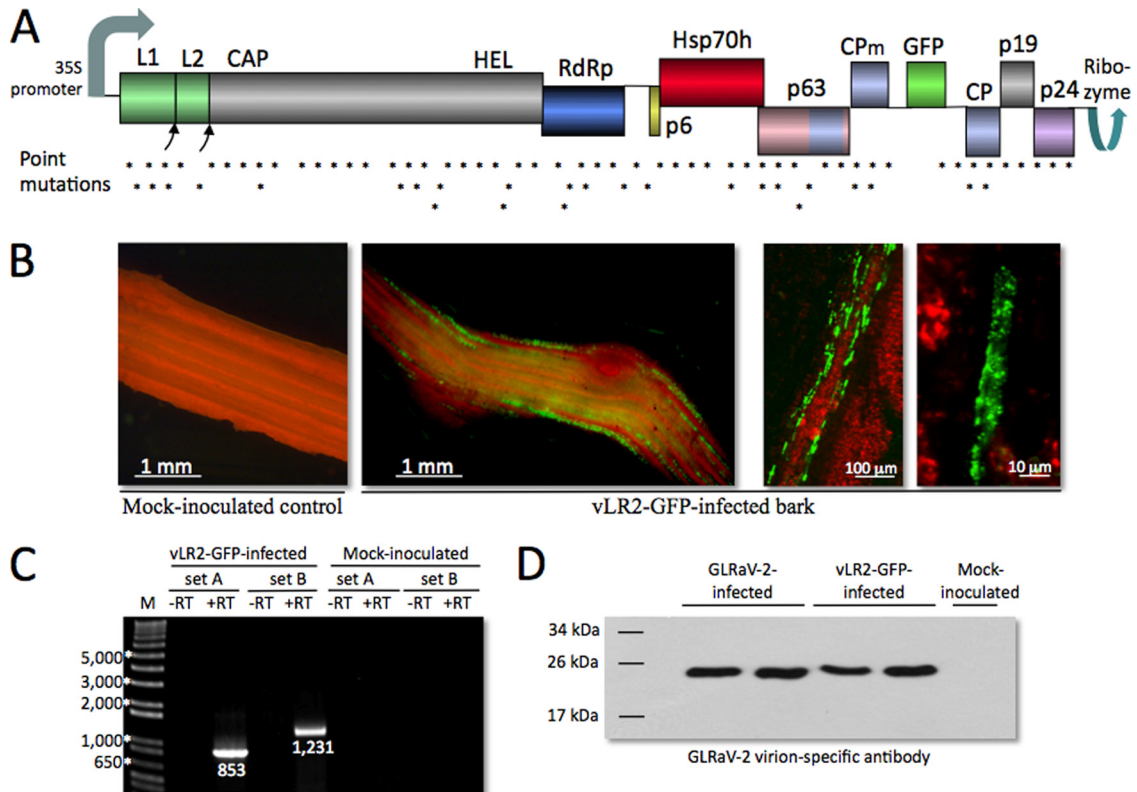 A
35S
promoter
L1 L2 CAP HEL RdRp p6 Hsp70h p63 CPm GFP CP p19 p24 Ribo-
zyme
Point
mutations
* * * * * * * * * * * * * * * * * * * * * * * * * * * * * * * * * * * * * * * * * * * * * * * * * * * *
B
1 mm
1 mm
100 µm
10 µm
Mock-inoculated control
vLR2-GFP-infected bark
C
vLR2-GFP-infected Mock-inoculated
set A set B set A set B
M -RT +RT -RT +RT -RT +RT -RT +RT
5,000*
3,000*
2,000*
1,000*
650*
853
1,231
D
GLRaV-2-
infected
vLR2-GFP-
infected
Mock-
inoculated
34 kDa
26 kDa
17 kDa
GLRaV-2 virion-specific antibody